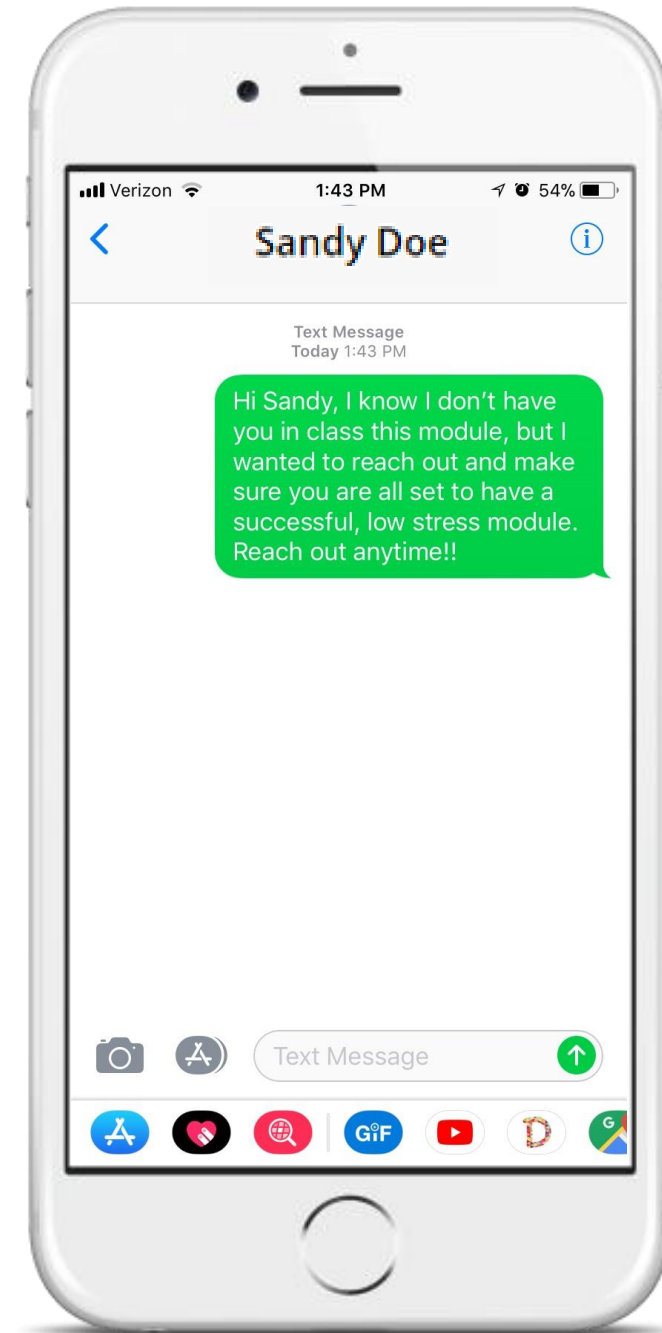 Verizon 1:43 PM 54%
Sandy Doe
Text Message
Today 1:43 PM
Hi Sandy, I know I don't have
you in class this module, but I
wanted to reach out and make
sure you are all set to have a
successful, low stress module.
Reach out anytime!!
Text Message
GIF D G